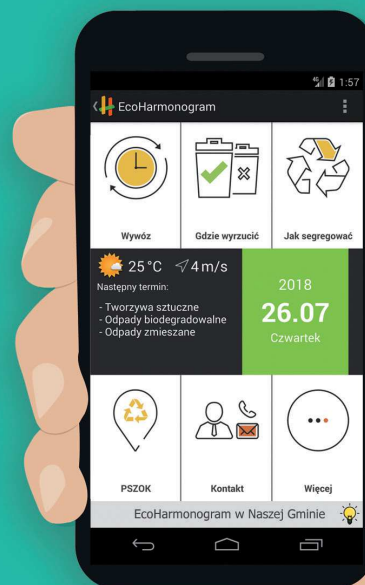 4G 1:57
EcoHarmonogram
Wywóz
Gdzie wyrzucić
Jak segregować
25°C 4m/s
Następny termin:
- Tworzywa sztuczne
- Odpady biodegradowalne
- Odpady zmieszane
2018
26.07
Czwartek
PSZOK
Kontakt
Więcej
EcoHarmonogram w Naszej Gminie